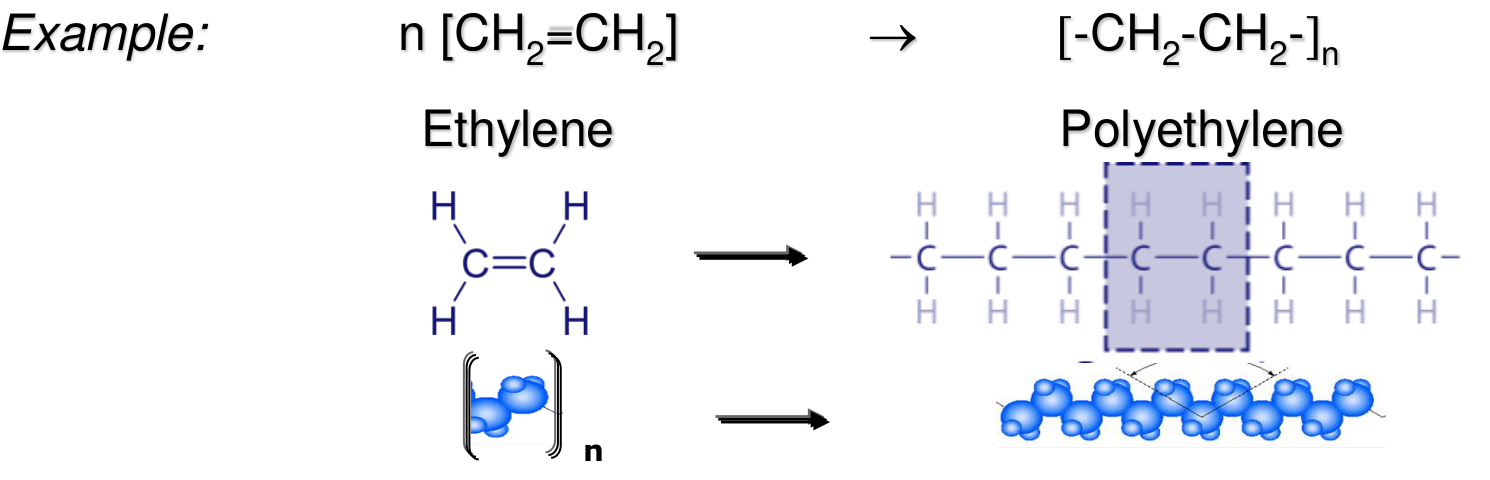 Example: n [CH₂=CH₂] → [-CH₂-CH₂-]ₙ
Ethylene Polyethylene
H H H H H H H H H H
C=C -C-C-C-C-C-C-C-C-
H H H H H H H H H H
n